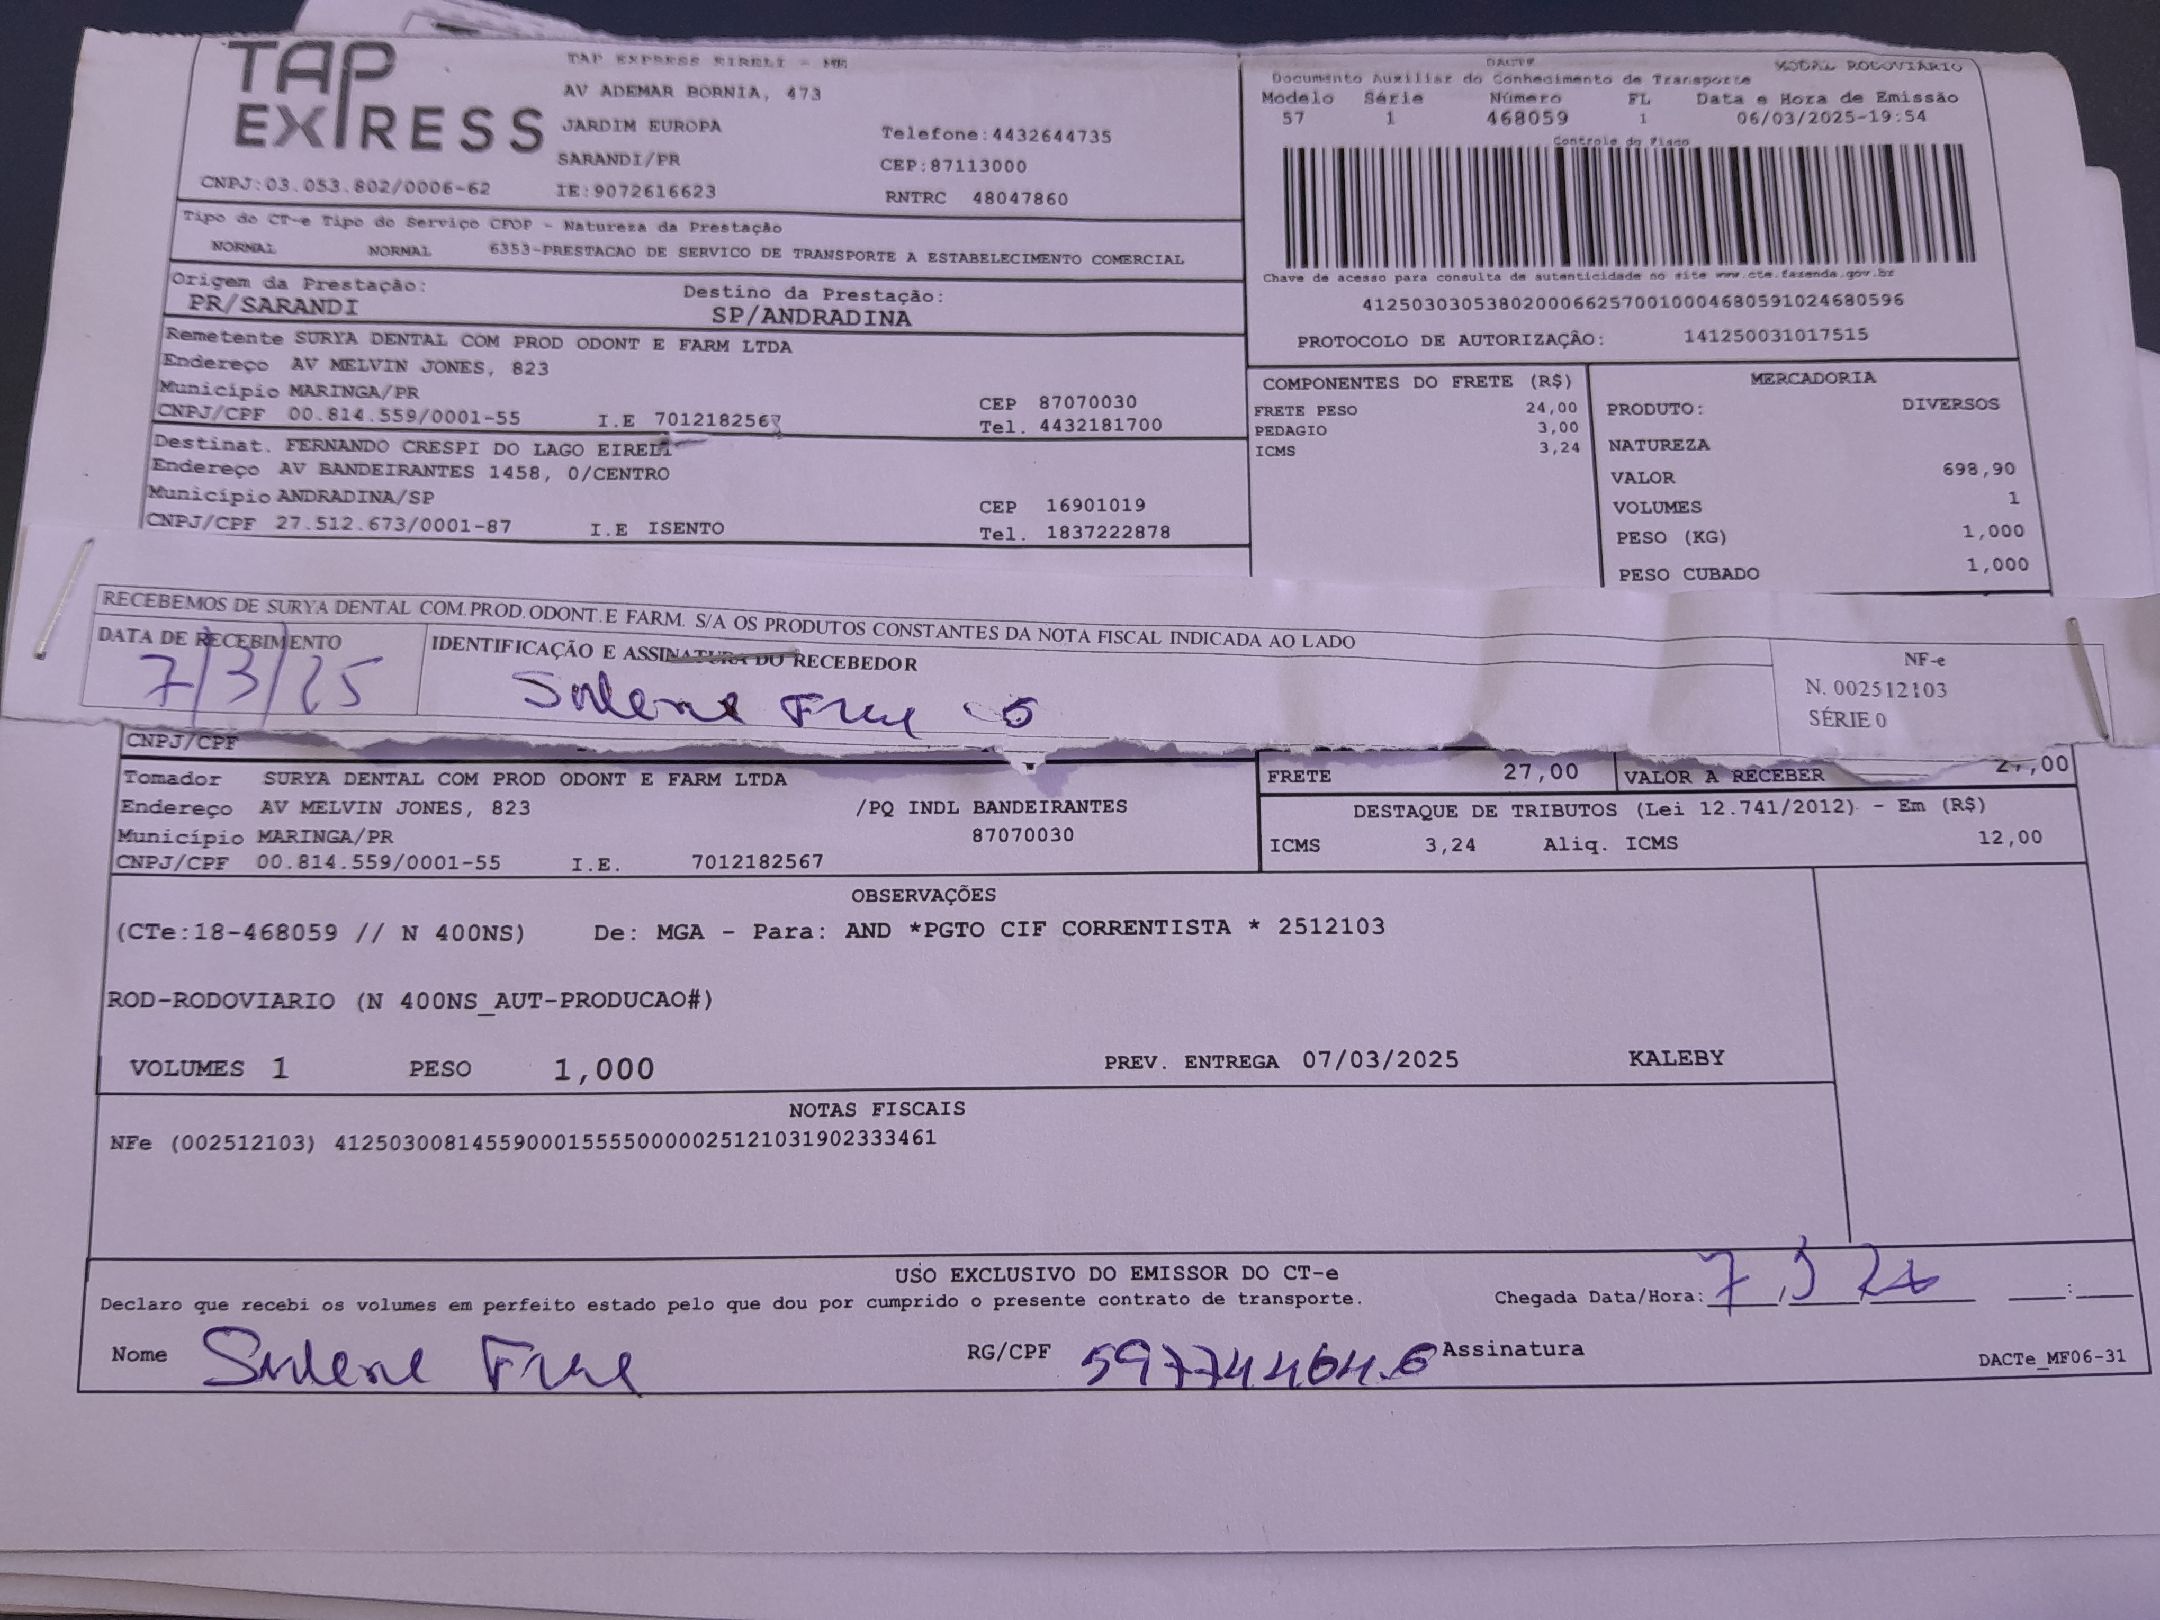 TAP
EXPRESS
TAP EXPRESS EIRELI - ME
AV ADEMAR BORNIA, 473
JARDIM EUROPA
Telefone:4432644735
SARANDI/PR
CEP:87113000
CNPJ:03.053.802/0006-62
IE:9072616623
RNTRC 48047860
DACTE
MODAL RODOVIÁRIO
Documento Auxiliar do Conhecimento de Transporte
Modelo Série Número FL Data e Hora de Emissão
57 1 468059 1 06/03/2025-19:54
Controle do Fisco
Chave de acesso para consulta de autenticidade no site www.cte.fazenda.gov.br
41250303053802000662570010004680591024680596
PROTOCOLO DE AUTORIZAÇÃO: 141250031017515
Tipo do CT-e Tipo do Serviço CFOP - Natureza da Prestação
NORMAL NORMAL 6353-PRESTACAO DE SERVICO DE TRANSPORTE A ESTABELECIMENTO COMERCIAL
Origem da Prestação: Destino da Prestação:
PR/SARANDI SP/ANDRADINA
Remetente SURYA DENTAL COM PROD ODONT E FARM LTDA
Endereço AV MELVIN JONES, 823
Município MARINGA/PR CEP 87070030
CNPJ/CPF 00.814.559/0001-55 I.E 7012182567 Tel. 4432181700
Destinat. FERNANDO CRESPI DO LAGO EIRELI
Endereço AV BANDEIRANTES 1458, 0/CENTRO
Município ANDRADINA/SP CEP 16901019
CNPJ/CPF 27.512.673/0001-87 I.E ISENTO Tel. 1837222878
COMPONENTES DO FRETE (R$)
FRETE PESO 24,00
PEDAGIO 3,00
ICMS 3,24
MERCADORIA
PRODUTO: DIVERSOS
NATUREZA
VALOR 698,90
VOLUMES 1
PESO (KG) 1,000
PESO CUBADO 1,000
RECEBEMOS DE SURYA DENTAL COM.PROD.ODONT.E FARM. S/A OS PRODUTOS CONSTANTES DA NOTA FISCAL INDICADA AO LADO
DATA DE RECEBIMENTO
7/3/25
IDENTIFICAÇÃO E ASSINATURA DO RECEBEDOR
NF-e
N. 002512103
SÉRIE 0
CNPJ/CPF
Tomador SURYA DENTAL COM PROD ODONT E FARM LTDA
Endereço AV MELVIN JONES, 823 /PQ INDL BANDEIRANTES
Município MARINGA/PR 87070030
CNPJ/CPF 00.814.559/0001-55 I.E. 7012182567
FRETE 27,00 VALOR A RECEBER 27,00
DESTAQUE DE TRIBUTOS (Lei 12.741/2012) - Em (R$)
ICMS 3,24 Aliq. ICMS 12,00
OBSERVAÇÕES
(CTe:18-468059 // N 400NS) De: MGA - Para: AND *PGTO CIF CORRENTISTA * 2512103
ROD-RODOVIARIO (N 400NS_AUT-PRODUCAO#)
VOLUMES 1 PESO 1,000 PREV. ENTREGA 07/03/2025 KALEBY
NOTAS FISCAIS
NFe (002512103) 41250300814559000155550000025121031902333461
USO EXCLUSIVO DO EMISSOR DO CT-e
Declaro que recebi os volumes em perfeito estado pelo que dou por cumprido o presente contrato de transporte.
Chegada Data/Hora:
Nome
RG/CPF 59774464.6 Assinatura
DACTe_MF06-31